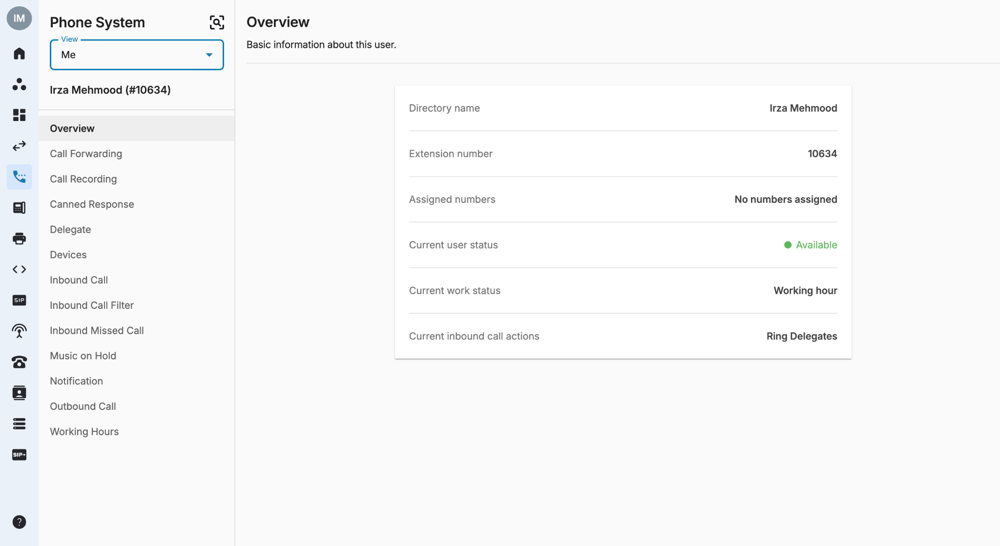 IM
Phone System
View
Me
Irza Mehmood (#10634)
Overview
Call Forwarding
Call Recording
Canned Response
Delegate
Devices
Inbound Call
Inbound Call Filter
Inbound Missed Call
Music on Hold
Notification
Outbound Call
Working Hours
SIP
SIP+
?
Overview
Basic information about this user.
Directory name Irza Mehmood
Extension number 10634
Assigned numbers No numbers assigned
Current user status Available
Current work status Working hour
Current inbound call actions Ring Delegates